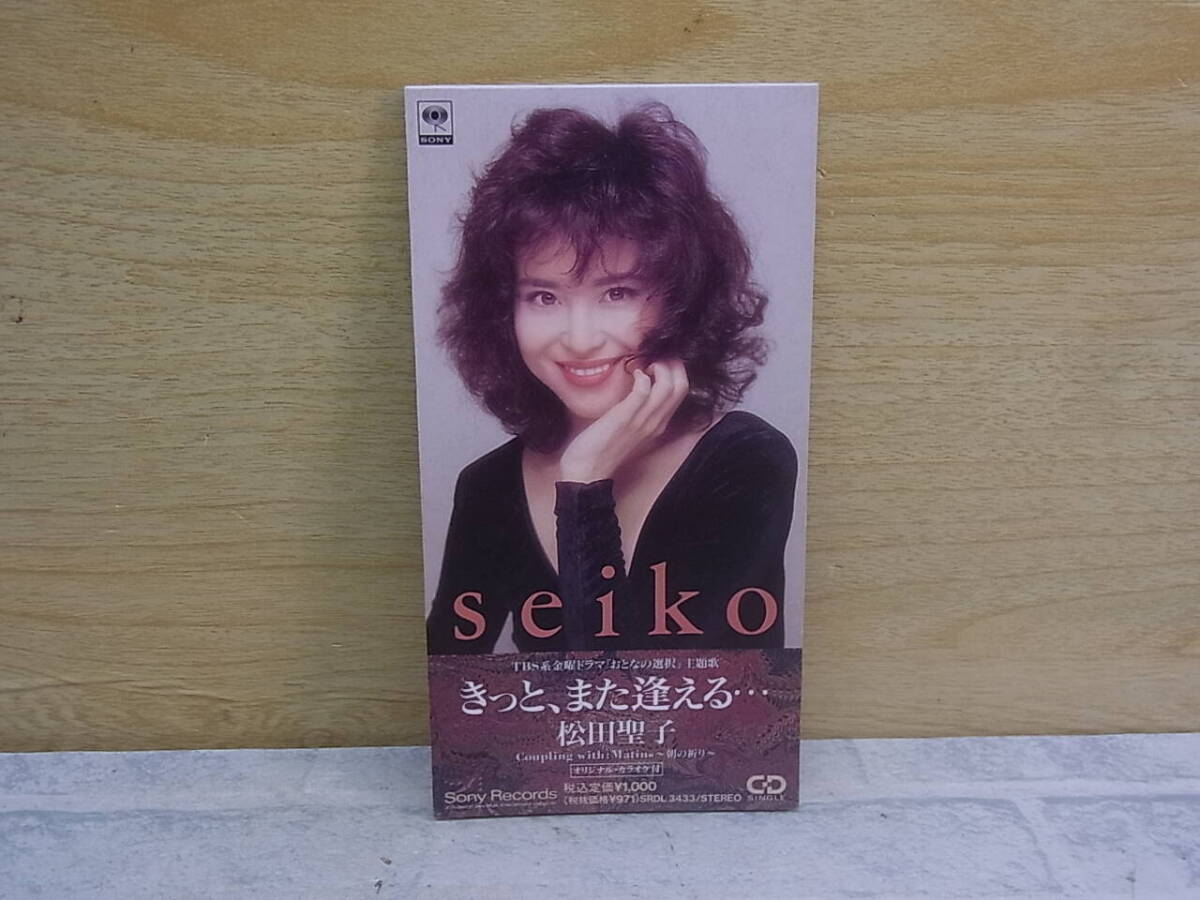 SONY
seiko
TBS系金曜ドラマ「おとなの選択」主題歌
きっと、また逢える…
松田聖子
Coupling with: Matins～朝の祈り～
オリジナル・カラオケ付
Sony Records 税込定価¥1,000
(税抜価格¥971)SRDL 3433/STEREO
CD SINGLE